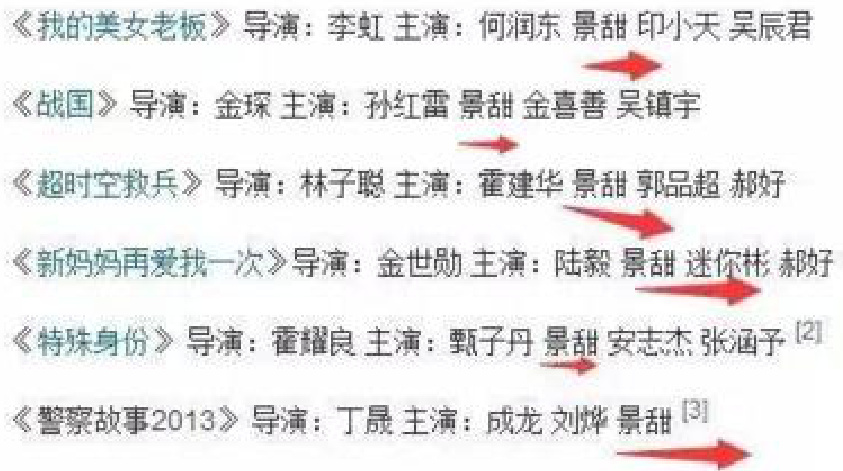 《我的美女老板》导演：李虹 主演：何润东 景甜 印小天 吴辰君
《战国》导演：金琛 主演：孙红雷 景甜 金喜善 吴镇宇
《超时空救兵》导演：林子聪 主演：霍建华 景甜 郭品超 郝好
《新妈妈再爱我一次》导演：金世勋 主演：陆毅 景甜 迷你彬 郝好
《特殊身份》导演：霍耀良 主演：甄子丹 景甜 安志杰 张涵予 [2]
《警察故事2013》导演：丁晟 主演：成龙 刘烨 景甜 [3]